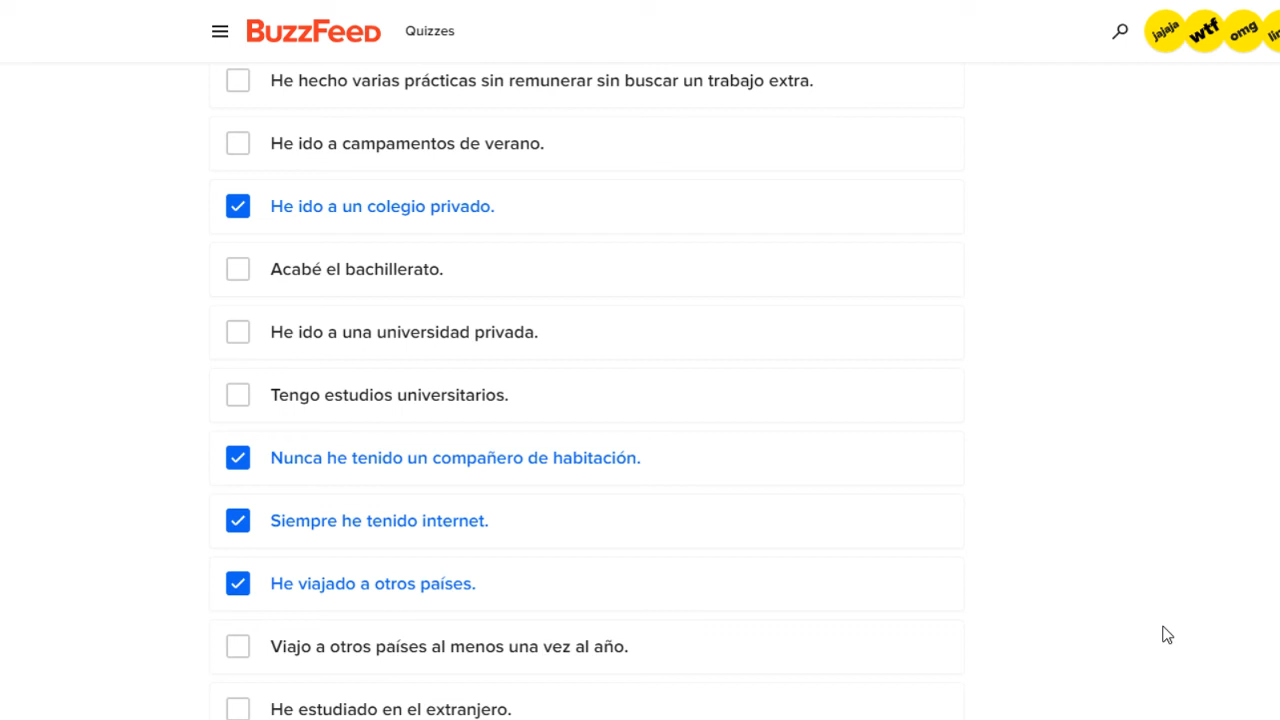 BuzzFeed Quizzes jajaja wtf omg
He hecho varias prácticas sin remunerar sin buscar un trabajo extra.
He ido a campamentos de verano.
He ido a un colegio privado.
Acabé el bachillerato.
He ido a una universidad privada.
Tengo estudios universitarios.
Nunca he tenido un compañero de habitación.
Siempre he tenido internet.
He viajado a otros países.
Viajo a otros países al menos una vez al año.
He estudiado en el extranjero.